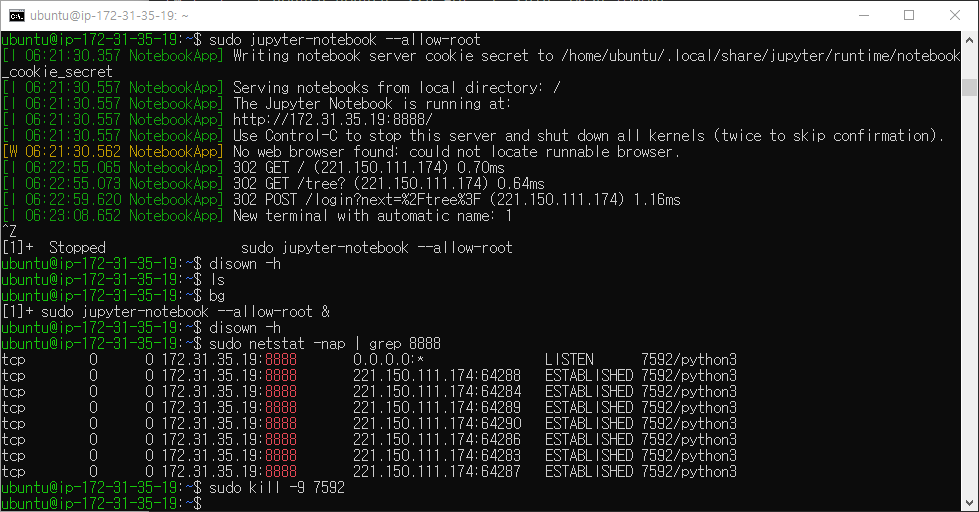 ubuntu@ip-172-31-35-19: ~
ubuntu@ip-172-31-35-19:~$ sudo jupyter-notebook --allow-root
[I 06:21:30.357 NotebookApp] Writing notebook server cookie secret to /home/ubuntu/.local/share/jupyter/runtime/notebook
_cookie_secret
[I 06:21:30.557 NotebookApp] Serving notebooks from local directory: /
[I 06:21:30.557 NotebookApp] The Jupyter Notebook is running at:
[I 06:21:30.557 NotebookApp] http://172.31.35.19:8888/
[I 06:21:30.557 NotebookApp] Use Control-C to stop this server and shut down all kernels (twice to skip confirmation).
[W 06:21:30.562 NotebookApp] No web browser found: could not locate runnable browser.
[I 06:22:55.065 NotebookApp] 302 GET / (221.150.111.174) 0.70ms
[I 06:22:55.073 NotebookApp] 302 GET /tree? (221.150.111.174) 0.64ms
[I 06:22:59.620 NotebookApp] 302 POST /login?next=%2Ftree%3F (221.150.111.174) 1.16ms
[I 06:23:08.652 NotebookApp] New terminal with automatic name: 1
^Z
[1]+  Stopped                 sudo jupyter-notebook --allow-root
ubuntu@ip-172-31-35-19:~$ disown -h
ubuntu@ip-172-31-35-19:~$ ls
ubuntu@ip-172-31-35-19:~$ bg
[1]+ sudo jupyter-notebook --allow-root &
ubuntu@ip-172-31-35-19:~$ disown -h
ubuntu@ip-172-31-35-19:~$ sudo netstat -nap | grep 8888
tcp        0      0 172.31.35.19:8888       0.0.0.0:*               LISTEN      7592/python3
tcp        0      0 172.31.35.19:8888       221.150.111.174:64288   ESTABLISHED 7592/python3
tcp        0      0 172.31.35.19:8888       221.150.111.174:64284   ESTABLISHED 7592/python3
tcp        0      0 172.31.35.19:8888       221.150.111.174:64289   ESTABLISHED 7592/python3
tcp        0      0 172.31.35.19:8888       221.150.111.174:64290   ESTABLISHED 7592/python3
tcp        0      0 172.31.35.19:8888       221.150.111.174:64286   ESTABLISHED 7592/python3
tcp        0      0 172.31.35.19:8888       221.150.111.174:64283   ESTABLISHED 7592/python3
tcp        0      0 172.31.35.19:8888       221.150.111.174:64287   ESTABLISHED 7592/python3
ubuntu@ip-172-31-35-19:~$ sudo kill -9 7592
ubuntu@ip-172-31-35-19:~$